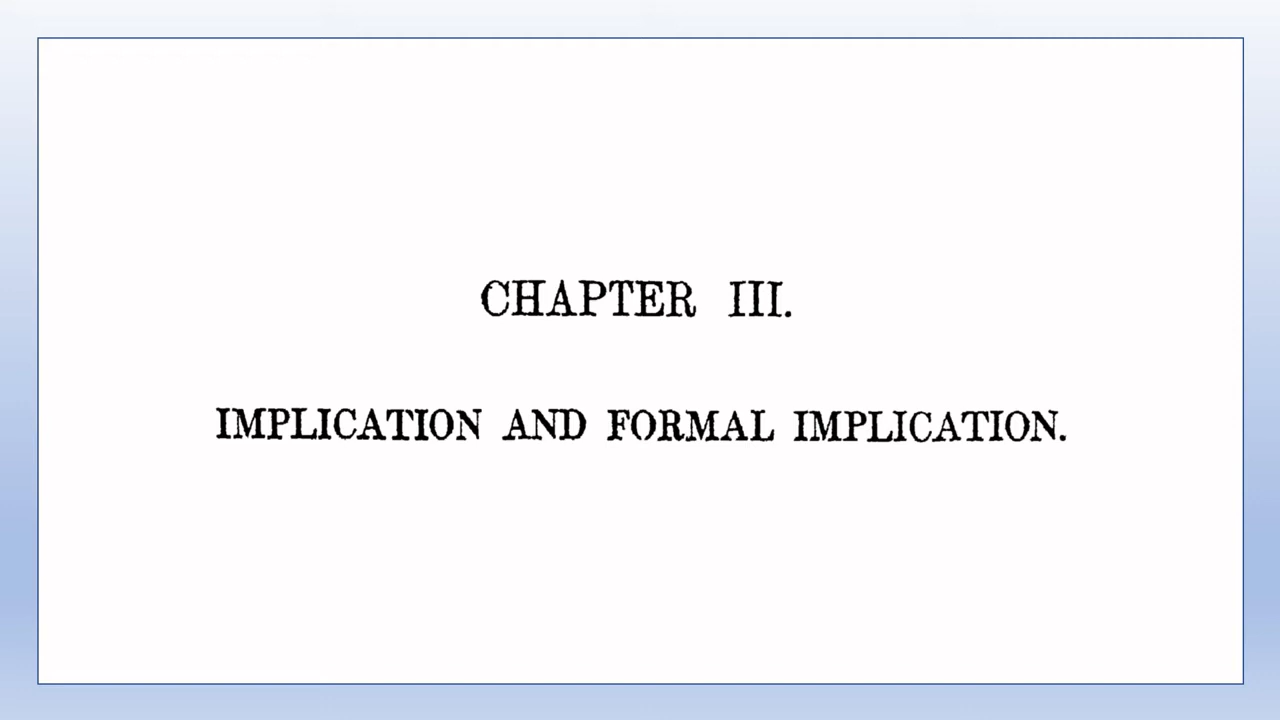 CHAPTER III.
IMPLICATION AND FORMAL IMPLICATION.